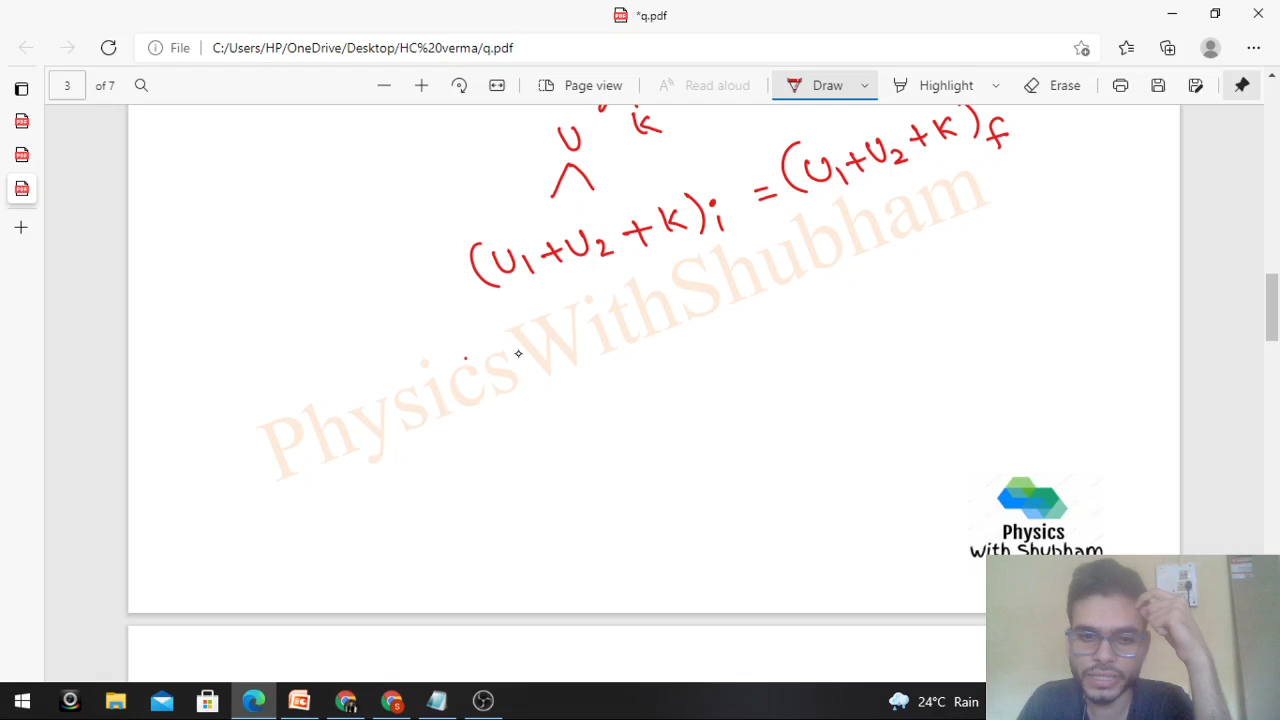 *q.pdf
File C:/Users/HP/OneDrive/Desktop/HC%20verma/q.pdf
3 of 7 Page view Read aloud Draw Highlight Erase
U K
(U1+U2+K)i = (U1+U2+K)f
PhysicsWithShubham
Physics
with Shubham
24°C Rain